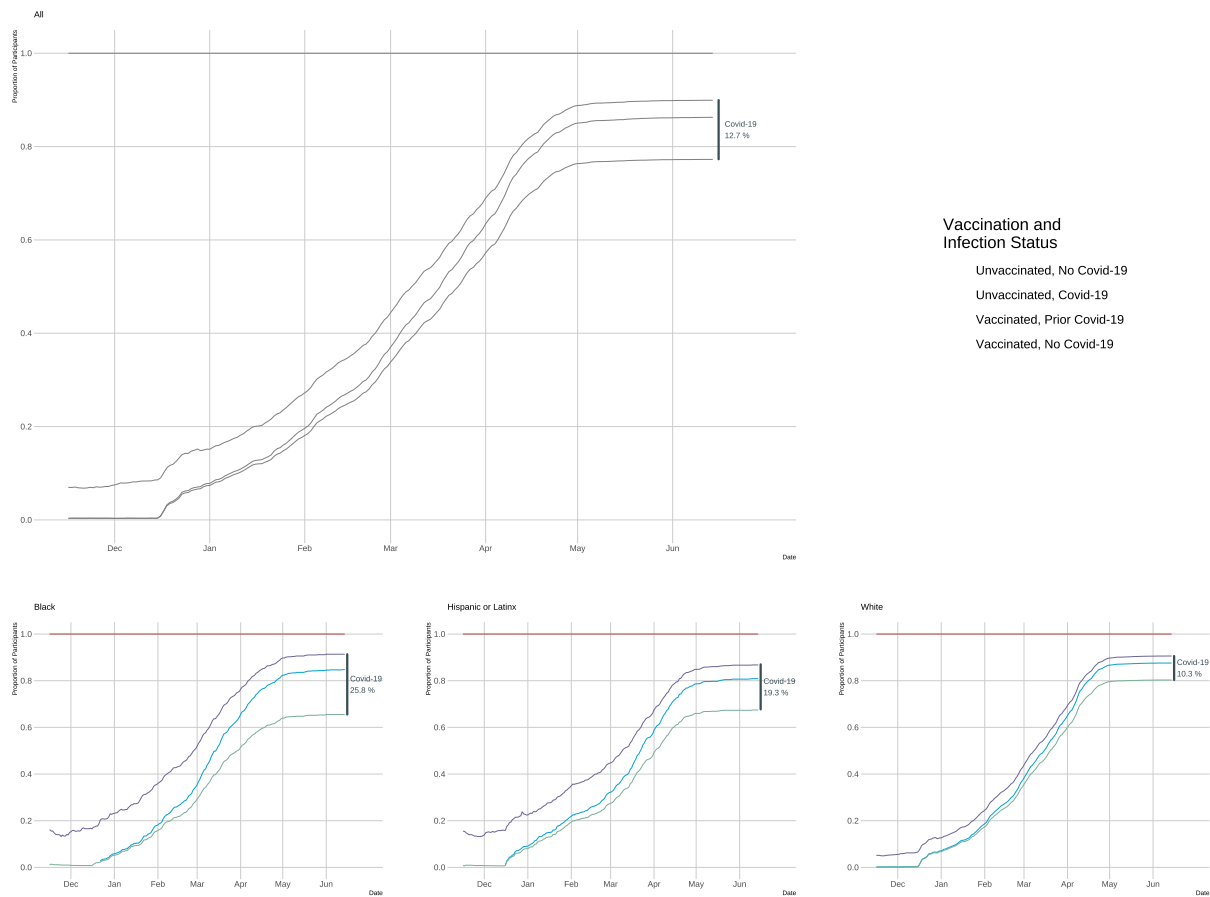 All
Proportion of Participants
1.0
0.8
0.6
0.4
0.2
0.0
Covid-19
12.7 %
Dec Jan Feb Mar Apr May Jun
Date
Vaccination and
Infection Status
Unvaccinated, No Covid-19
Unvaccinated, Covid-19
Vaccinated, Prior Covid-19
Vaccinated, No Covid-19
Black
Proportion of Participants
1.0
0.8
0.6
0.4
0.2
0.0
Covid-19
25.8 %
Dec Jan Feb Mar Apr May Jun
Date
Hispanic or Latinx
Proportion of Participants
1.0
0.8
0.6
0.4
0.2
0.0
Covid-19
19.3 %
Dec Jan Feb Mar Apr May Jun
Date
White
Proportion of Participants
1.0
0.8
0.6
0.4
0.2
0.0
Covid-19
10.3 %
Dec Jan Feb Mar Apr May Jun
Date